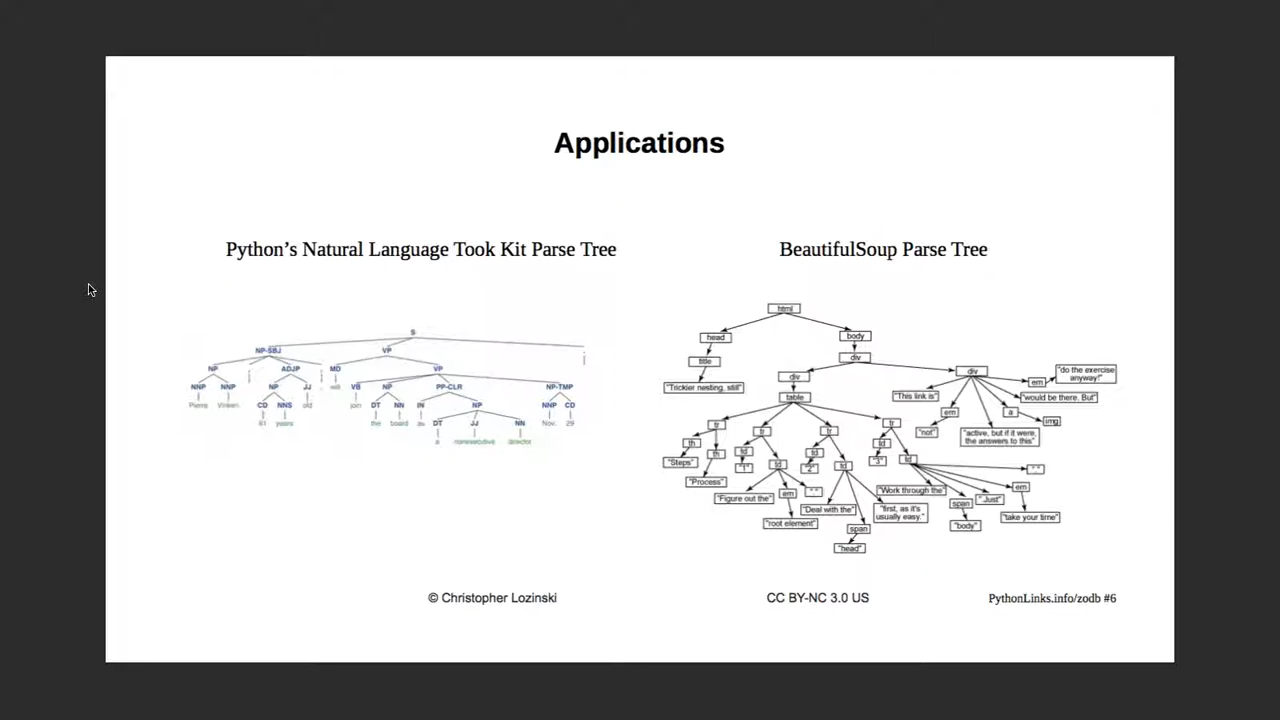 Applications
Python’s Natural Language Took Kit Parse Tree
BeautifulSoup Parse Tree
S
NP-SBJ VP
NP ADJP MD VP
NNP NNP NP JJ will VB NP PP-CLR NP-TMP
Pierre Vinken CD NNS old join DT NN IN NP NNP CD
61 years the board as DT JJ NN Nov. 29
a nonexecutive director
html
head body
title div
"Trickier nesting, still" div div
table
"This link is" em "would be there. But" "do the exercise
anyway!"
em a img
"not" "active, but if it were,
the answers to this"
tr tr tr tr
th td td td
"Steps" th "1" td "2" td "3" td
"Process" "Figure out the" em " " "Deal with the" "first, as it's
usually easy."
"root element" span
"head"
"Work through the" span " Just" em " "
"body" "take your time"
© Christopher Lozinski
CC BY-NC 3.0 US
PythonLinks.info/zodb #6